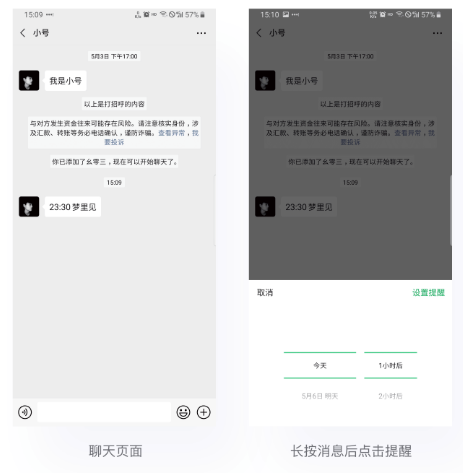 15:09
57%
小号
5月3日 下午17:00
我是小号
以上是打招呼的内容
与对方发生资金往来可能存在风险。请注意核实身份，涉
及汇款、转账等务必电话确认，谨防诈骗。查看异常，我
要投诉
你已添加了幺零三，现在可以开始聊天了。
15:09
23:30 梦里见
聊天页面
15:10
57%
小号
5月3日 下午17:00
我是小号
以上是打招呼的内容
与对方发生资金往来可能存在风险。请注意核实身份，涉
及汇款、转账等务必电话确认，谨防诈骗。查看异常，我
要投诉
你已添加了幺零三，现在可以开始聊天了。
15:09
23:30 梦里见
取消 设置提醒
今天 1小时后
5月6日 明天 2小时后
长按消息后点击提醒